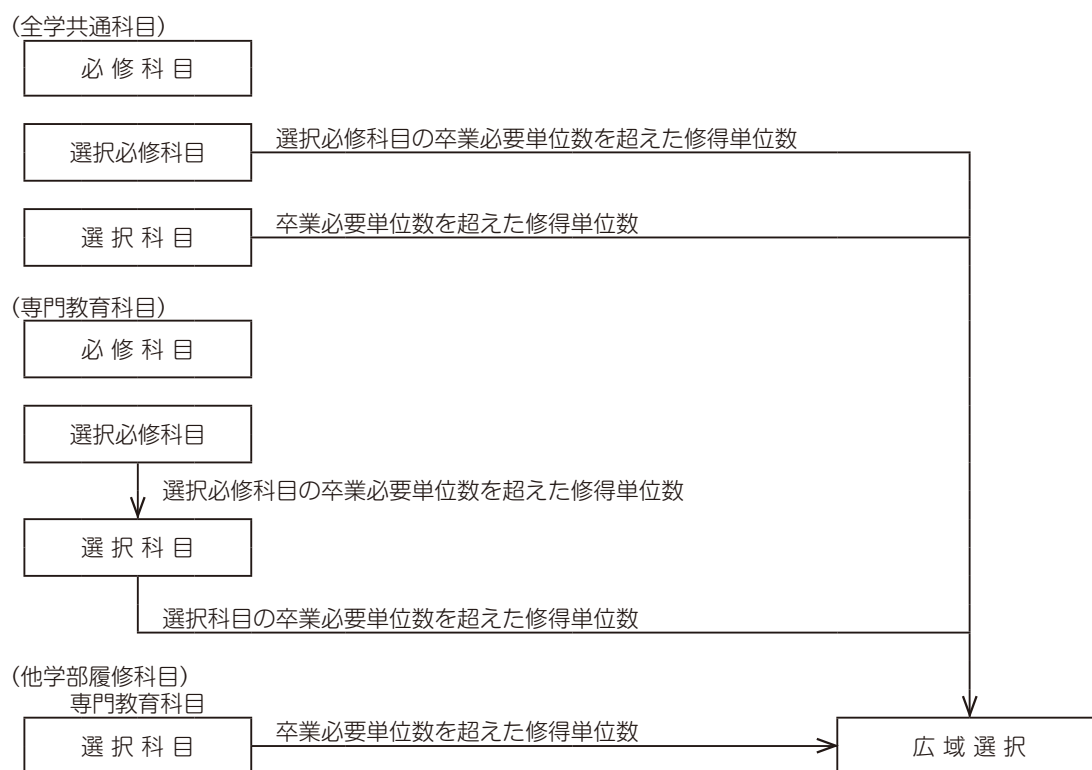 (全学共通科目)
必修科目
選択必修科目
選択必修科目の卒業必要単位数を超えた修得単位数
選択科目
卒業必要単位数を超えた修得単位数
(専門教育科目)
必修科目
選択必修科目
選択必修科目の卒業必要単位数を超えた修得単位数
選択科目
選択科目の卒業必要単位数を超えた修得単位数
(他学部履修科目)
専門教育科目
選択科目
卒業必要単位数を超えた修得単位数
広域選択